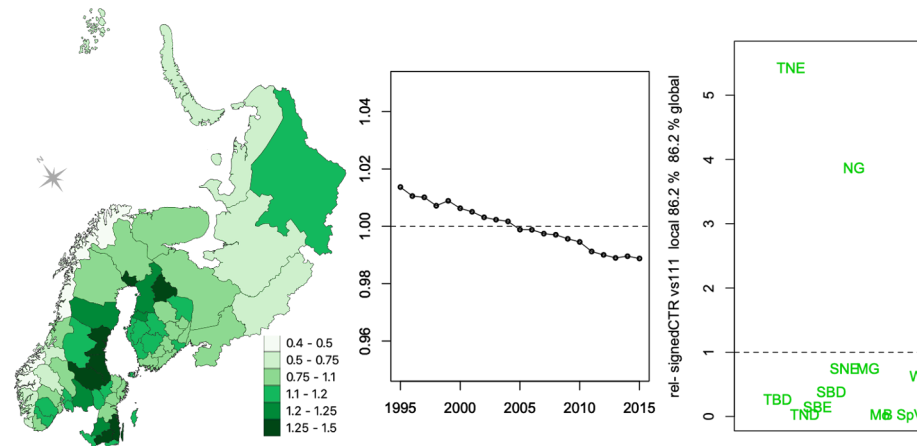 N
0.4 - 0.5
0.5 - 0.75
0.75 - 1.1
1.1 - 1.2
1.2 - 1.25
1.25 - 1.5
1.04
1.02
1.00
0.98
0.96
1995 2000 2005 2010 2015
rel- signedCTR vs111 local 86.2 % 86.2 % global
5
4
3
2
1
0
TNE
NG
SNE MG
W
TBD
SBD
SBE
TND
B SpV